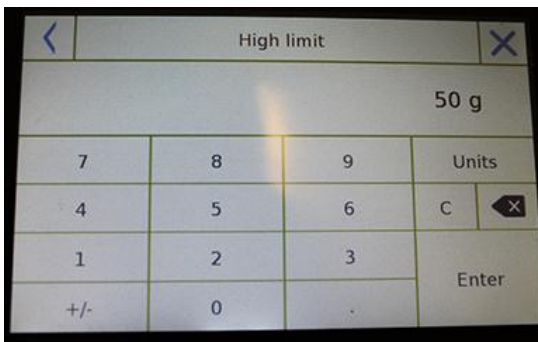 High limit
50 g
7 8 9 Units
4 5 6 C
1 2 3
Enter
+/- 0 .